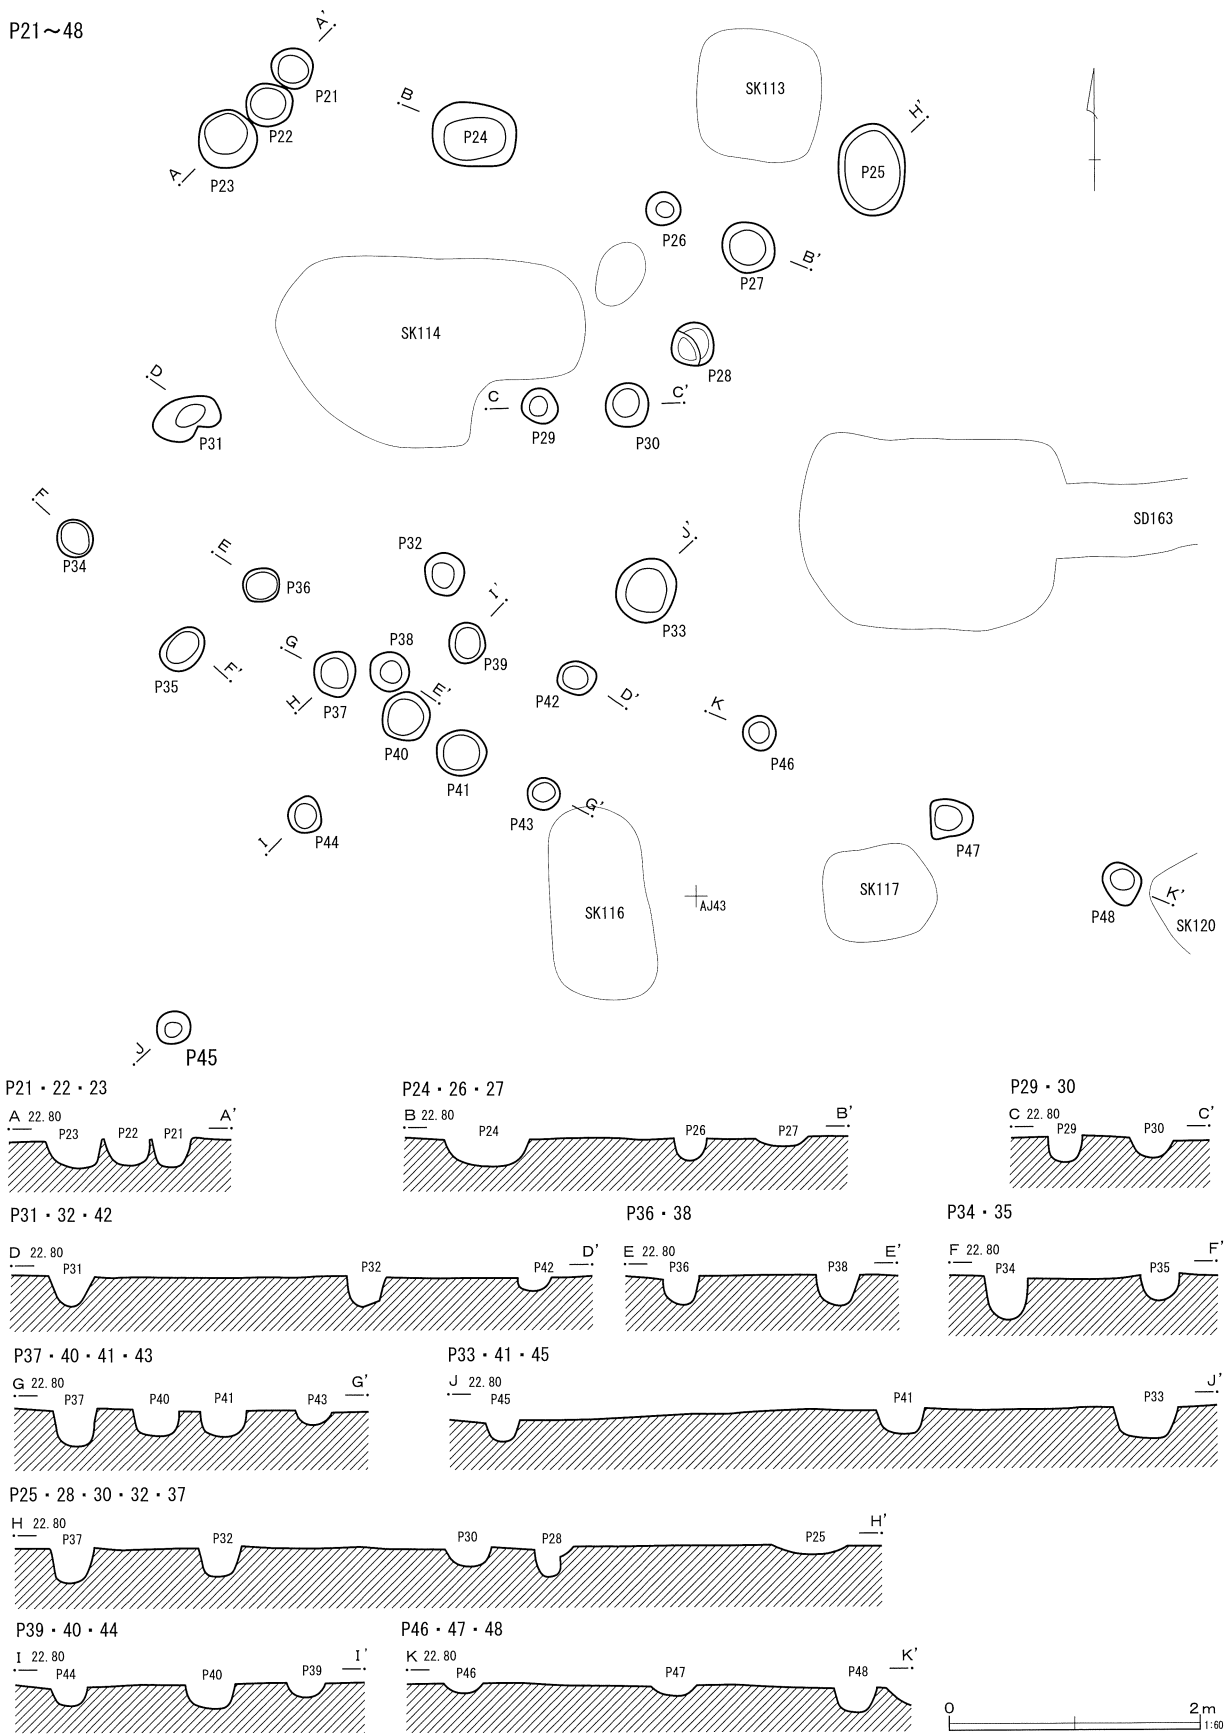 P21～48
A'
P21
B
SK113
H'
P22
P24
A
P23
P25
P26
B'
P27
SK114
P28
D
C
C'
P31
P29
P30
F
SD163
J'
E
P32
P34
P36
I'
P33
G
P38
P39
F'
P35
E'
P42
D'
K
H
P37
P40
P46
P41
G'
P43
I
P44
P47
SK117
K'
AJ43
SK116
P48
SK120
J
P45
P21・22・23
P24・26・27
P29・30
A 22.80 A'
P23 P22 P21
B 22.80 B'
P24 P26 P27
C 22.80 C'
P29 P30
P31・32・42
P36・38
P34・35
D 22.80 D'
P31 P32 P42
E 22.80 E'
P36 P38
F 22.80 F'
P34 P35
P37・40・41・43
P33・41・45
G 22.80 G'
P37 P40 P41 P43
J 22.80 J'
P45 P41 P33
P25・28・30・32・37
H 22.80 H'
P37 P32 P30 P28 P25
P39・40・44
P46・47・48
I 22.80 I'
P44 P40 P39
K 22.80 K'
P46 P47 P48
0 2m
1:60